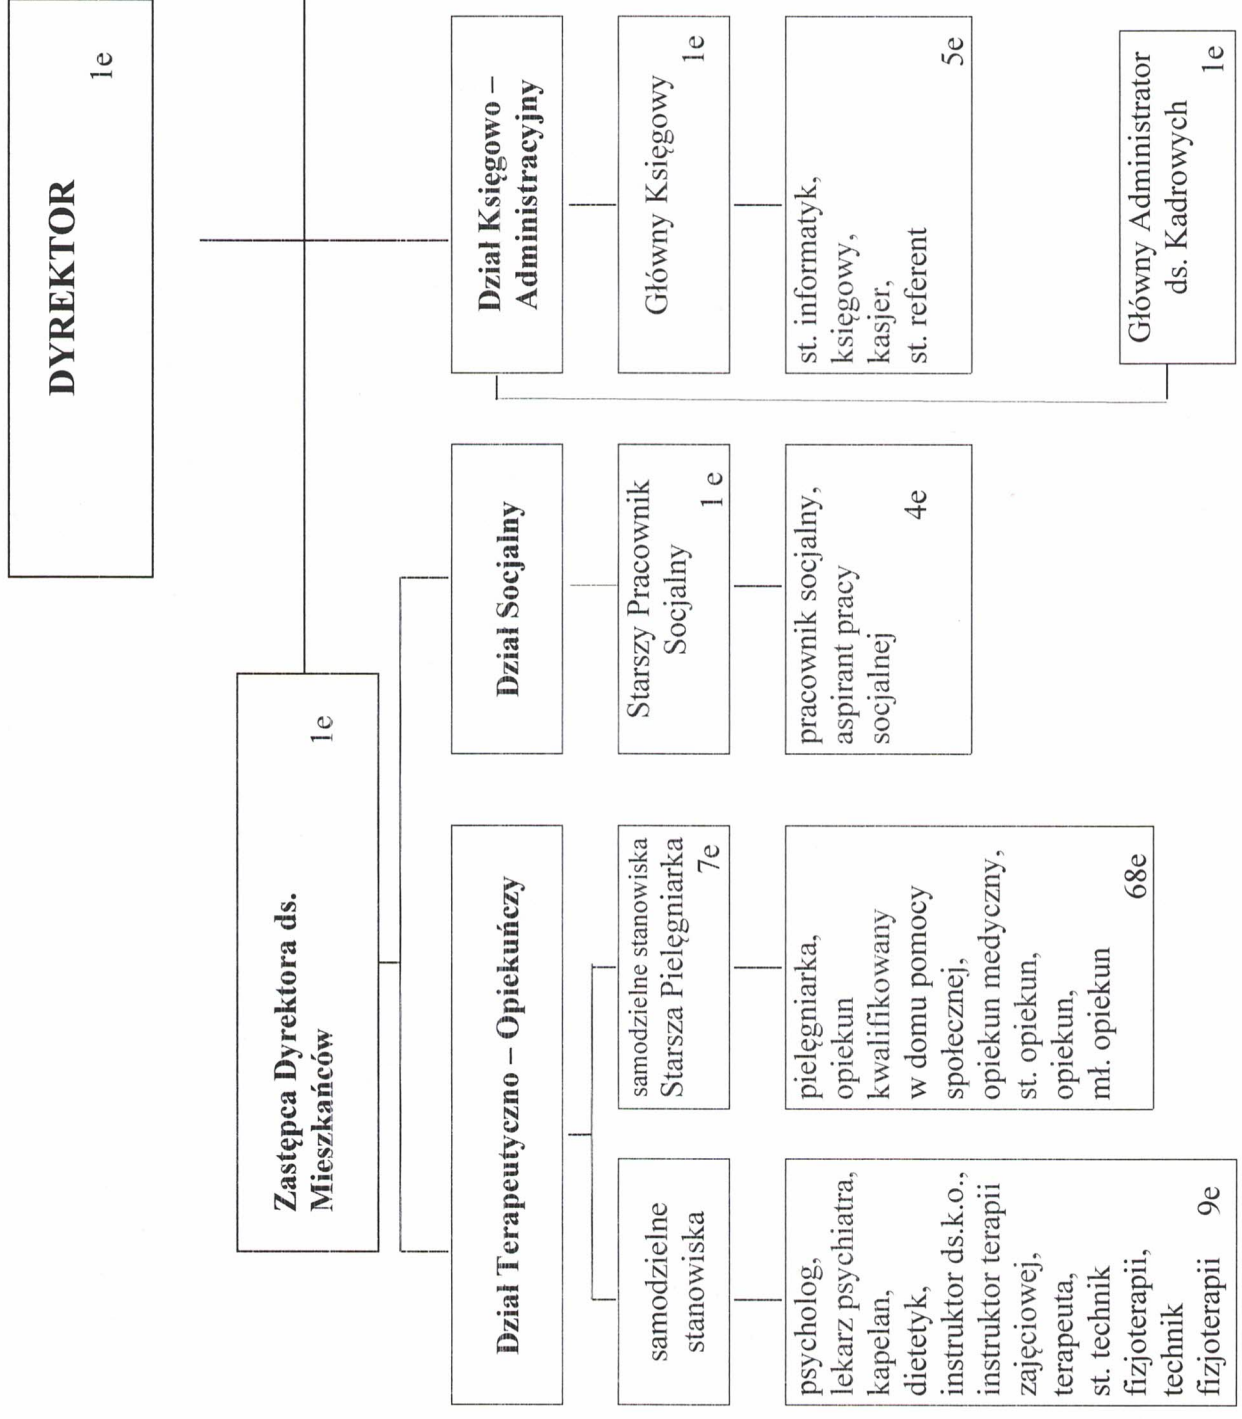 DYREKTOR
1e
Zastępca Dyrektora ds.
Mieszkańców
1e
Dział Terapeutyczno – Opiekuńczy
Dział Socjalny
Dział Księgowo –
Administracyjny
samodzielne
stanowiska
samodzielne stanowiska
Starsza Pielęgniarka
7e
Starszy Pracownik
Socjalny
1 e
Główny Księgowy
1e
psycholog,
lekarz psychiatra,
kapelan,
dietetyk,
instruktor ds.k.o.,
instruktor terapii
zajęciowej,
terapeuta,
st. technik
fizjoterapii,
technik
fizjoterapii
9e
pielęgniarka,
opiekun
kwalifikowany
w domu pomocy
społecznej,
opiekun medyczny,
st. opiekun,
opiekun,
mł. opiekun
68e
pracownik socjalny,
aspirant pracy
socjalnej
4e
st. informatyk,
księgowy,
kasjer,
st. referent
5e
Główny Administrator
ds. Kadrowych
1e